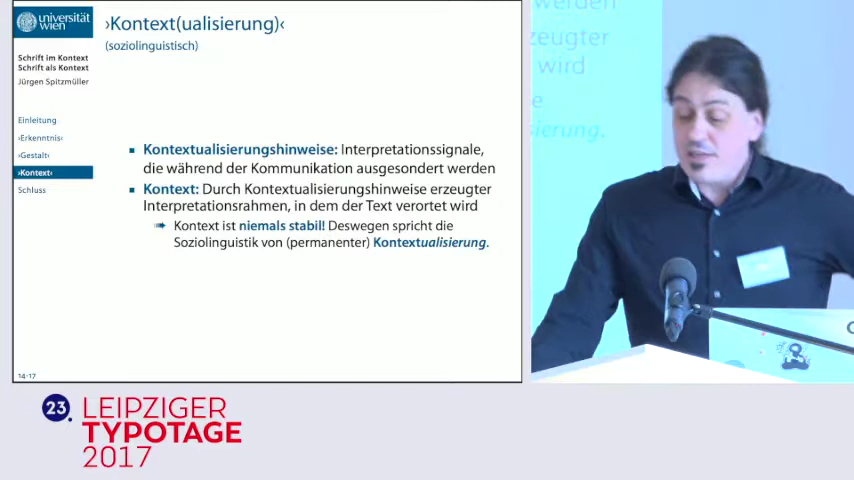 universität
wien
Schrift im Kontext
Schrift als Kontext
Jürgen Spitzmüller
Einleitung
›Erkenntnis‹
›Gestalt‹
›Kontext‹
Schluss
14-17
›Kontext(ualisierung)‹
(soziolinguistisch)
▪ Kontextualisierungshinweise: Interpretationssignale,
die während der Kommunikation ausgesondert werden
▪ Kontext: Durch Kontextualisierungshinweise erzeugter
Interpretationsrahmen, in dem der Text verortet wird
➠ Kontext ist niemals stabil! Deswegen spricht die
Soziolinguistik von (permanenter) Kontextualisierung.
werden
zeugter
wird
e
sierung.
23.
LEIPZIGER
TYPOTAGE
2017